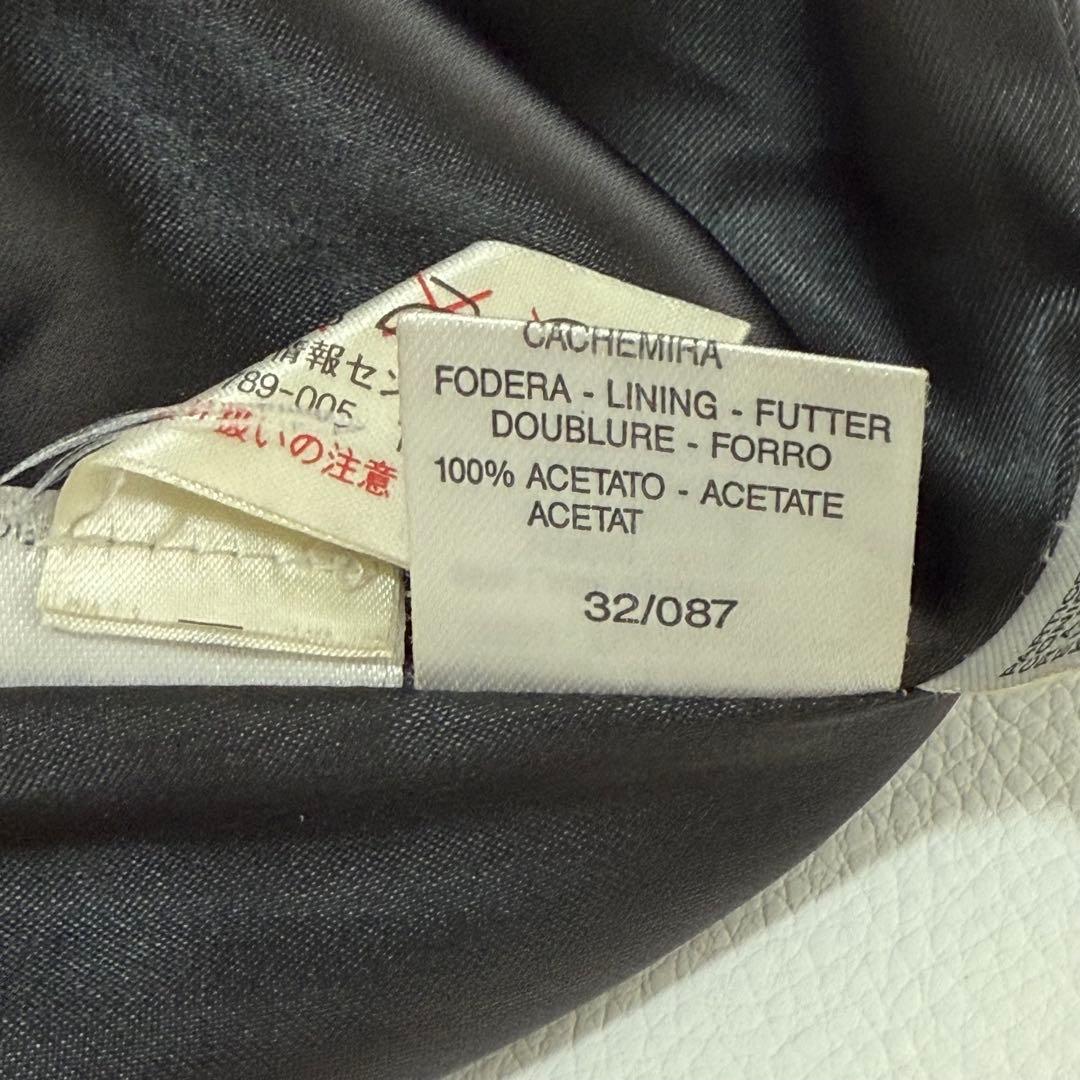 CACHEMIRA
FODERA - LINING - FUTTER
DOUBLURE - FORRO
100% ACETATO - ACETATE
ACETAT
32/087
情報セン
789-005
扱いの注意